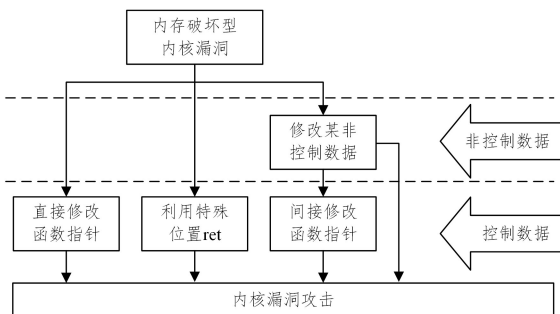 内存破坏型
内核漏洞
修改某非
控制数据
非控制数据
直接修改
函数指针
利用特殊
位置ret
间接修改
函数指针
控制数据
内核漏洞攻击